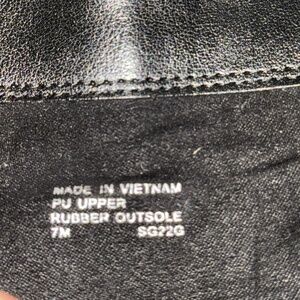 MADE IN VIETNAM
PU UPPER
RUBBER OUTSOLE
7M SG22G